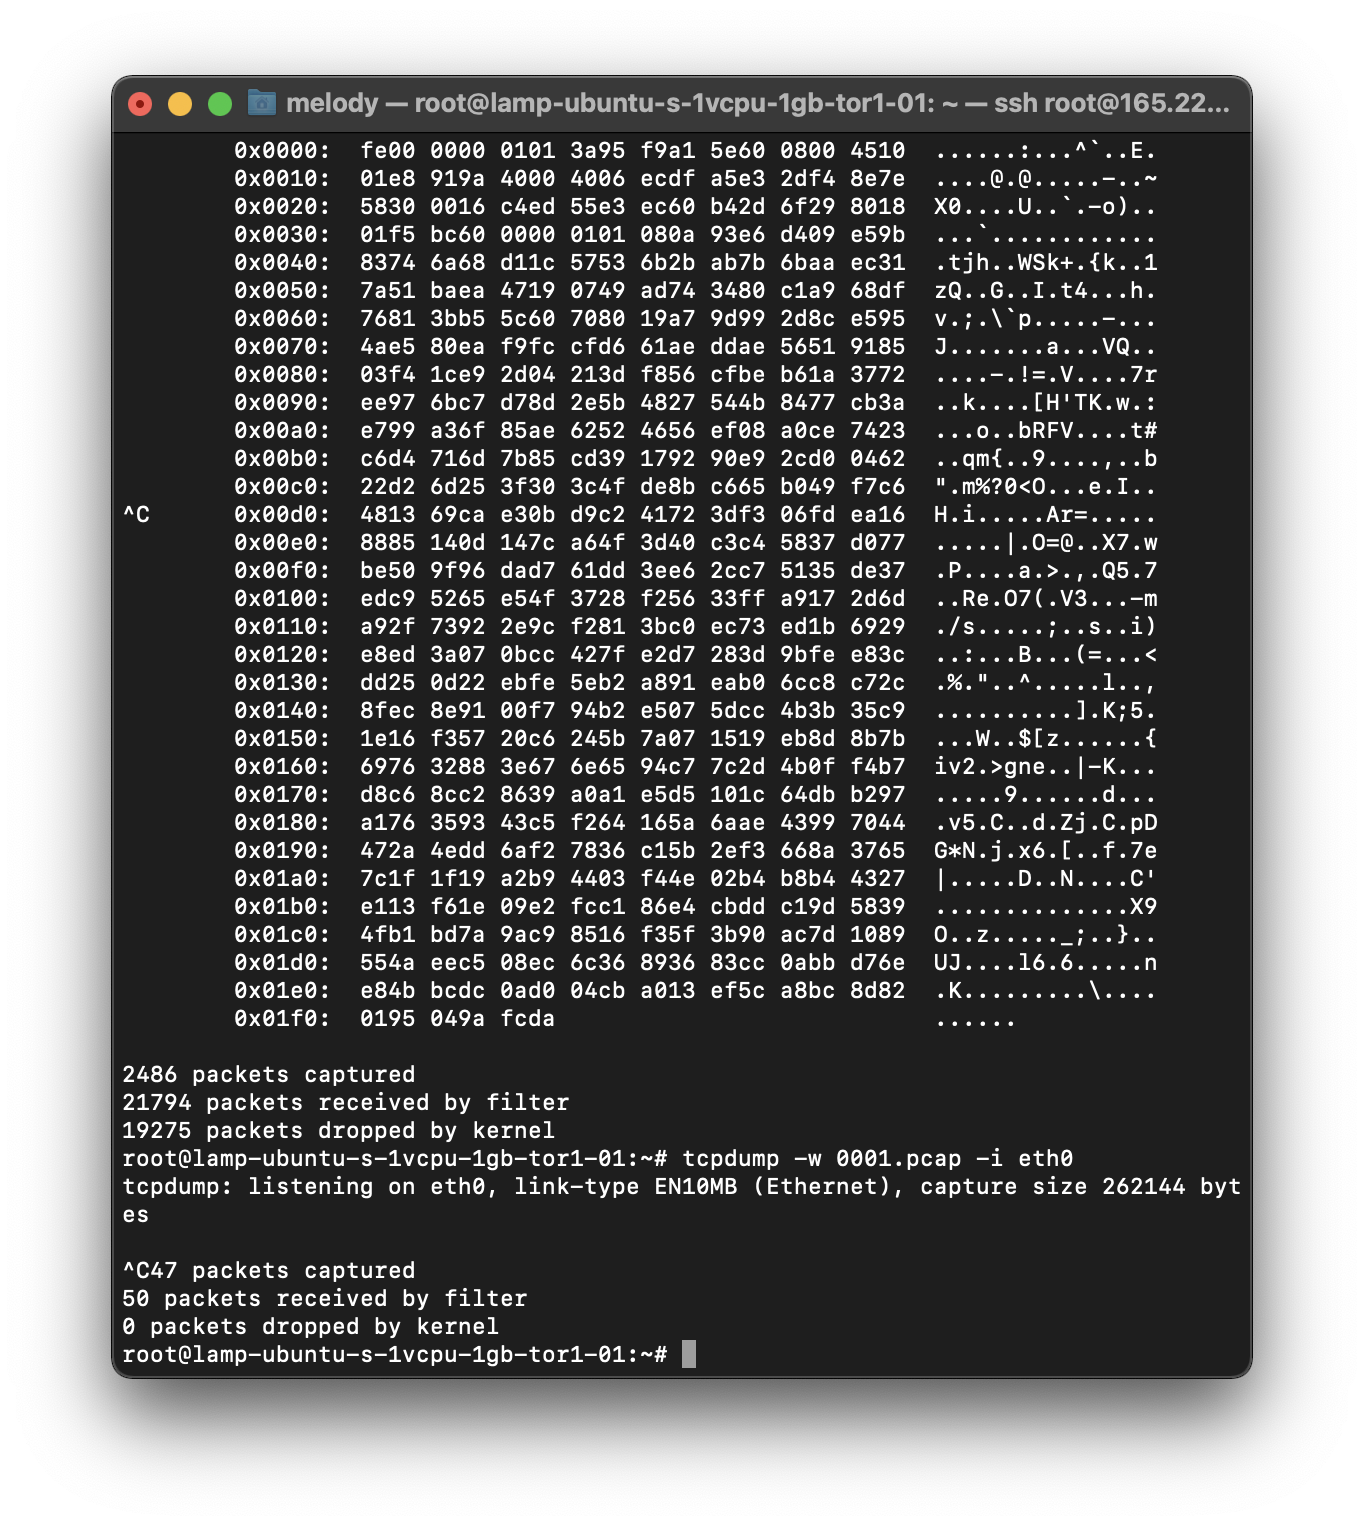 melody — root@lamp-ubuntu-s-1vcpu-1gb-tor1-01: ~ — ssh root@165.22...
0x0000: fe00 0000 0101 3a95 f9a1 5e60 0800 4510 ......:...^`..E.
0x0010: 01e8 919a 4000 4006 ecdf a5e3 2df4 8e7e ....@.@.....-..~
0x0020: 5830 0016 c4ed 55e3 ec60 b42d 6f29 8018 X0....U..`.-o)..
0x0030: 01f5 bc60 0000 0101 080a 93e6 d409 e59b ...`............
0x0040: 8374 6a68 d11c 5753 6b2b ab7b 6baa ec31 .tjh..WSk+.{k..1
0x0050: 7a51 baea 4719 0749 ad74 3480 c1a9 68df zQ..G..I.t4...h.
0x0060: 7681 3bb5 5c60 7080 19a7 9d99 2d8c e595 v.;.\`p.....-...
0x0070: 4ae5 80ea f9fc cfd6 61ae ddae 5651 9185 J.......a...VQ..
0x0080: 03f4 1ce9 2d04 213d f856 cfbe b61a 3772 ....-.!=.V....7r
0x0090: ee97 6bc7 d78d 2e5b 4827 544b 8477 cb3a ..k....[H'TK.w.:
0x00a0: e799 a36f 85ae 6252 4656 ef08 a0ce 7423 ...o..bRFV....t#
0x00b0: c6d4 716d 7b85 cd39 1792 90e9 2cd0 0462 ..qm{..9....,..b
0x00c0: 22d2 6d25 3f30 3c4f de8b c665 b049 f7c6 ".m%?0<O...e.I..
^C 0x00d0: 4813 69ca e30b d9c2 4172 3df3 06fd ea16 H.i.....Ar=.....
0x00e0: 8885 140d 147c a64f 3d40 c3c4 5837 d077 .....|.O=@..X7.w
0x00f0: be50 9f96 dad7 61dd 3ee6 2cc7 5135 de37 .P....a.>.,.Q5.7
0x0100: edc9 5265 e54f 3728 f256 33ff a917 2d6d ..Re.O7(.V3...-m
0x0110: a92f 7392 2e9c f281 3bc0 ec73 ed1b 6929 ./s.....;..s..i)
0x0120: e8ed 3a07 0bcc 427f e2d7 283d 9bfe e83c ..:...B...(=...<
0x0130: dd25 0d22 ebfe 5eb2 a891 eab0 6cc8 c72c .%."..^.....l..,
0x0140: 8fec 8e91 00f7 94b2 e507 5dcc 4b3b 35c9 ..........].K;5.
0x0150: 1e16 f357 20c6 245b 7a07 1519 eb8d 8b7b ...W..$[z......{
0x0160: 6976 3288 3e67 6e65 94c7 7c2d 4b0f f4b7 iv2.>gne..|-K...
0x0170: d8c6 8cc2 8639 a0a1 e5d5 101c 64db b297 .....9......d...
0x0180: a176 3593 43c5 f264 165a 6aae 4399 7044 .v5.C..d.Zj.C.pD
0x0190: 472a 4edd 6af2 7836 c15b 2ef3 668a 3765 G*N.j.x6.[..f.7e
0x01a0: 7c1f 1f19 a2b9 4403 f44e 02b4 b8b4 4327 |.....D..N....C'
0x01b0: e113 f61e 09e2 fcc1 86e4 cbdd c19d 5839 ..............X9
0x01c0: 4fb1 bd7a 9ac9 8516 f35f 3b90 ac7d 1089 O..z....._;..}..
0x01d0: 554a eec5 08ec 6c36 8936 83cc 0abb d76e UJ....l6.6.....n
0x01e0: e84b bcdc 0ad0 04cb a013 ef5c a8bc 8d82 .K.........\....
0x01f0: 0195 049a fcda ......
2486 packets captured
21794 packets received by filter
19275 packets dropped by kernel
root@lamp-ubuntu-s-1vcpu-1gb-tor1-01:~# tcpdump -w 0001.pcap -i eth0
tcpdump: listening on eth0, link-type EN10MB (Ethernet), capture size 262144 byt
es
^C47 packets captured
50 packets received by filter
0 packets dropped by kernel
root@lamp-ubuntu-s-1vcpu-1gb-tor1-01:~#